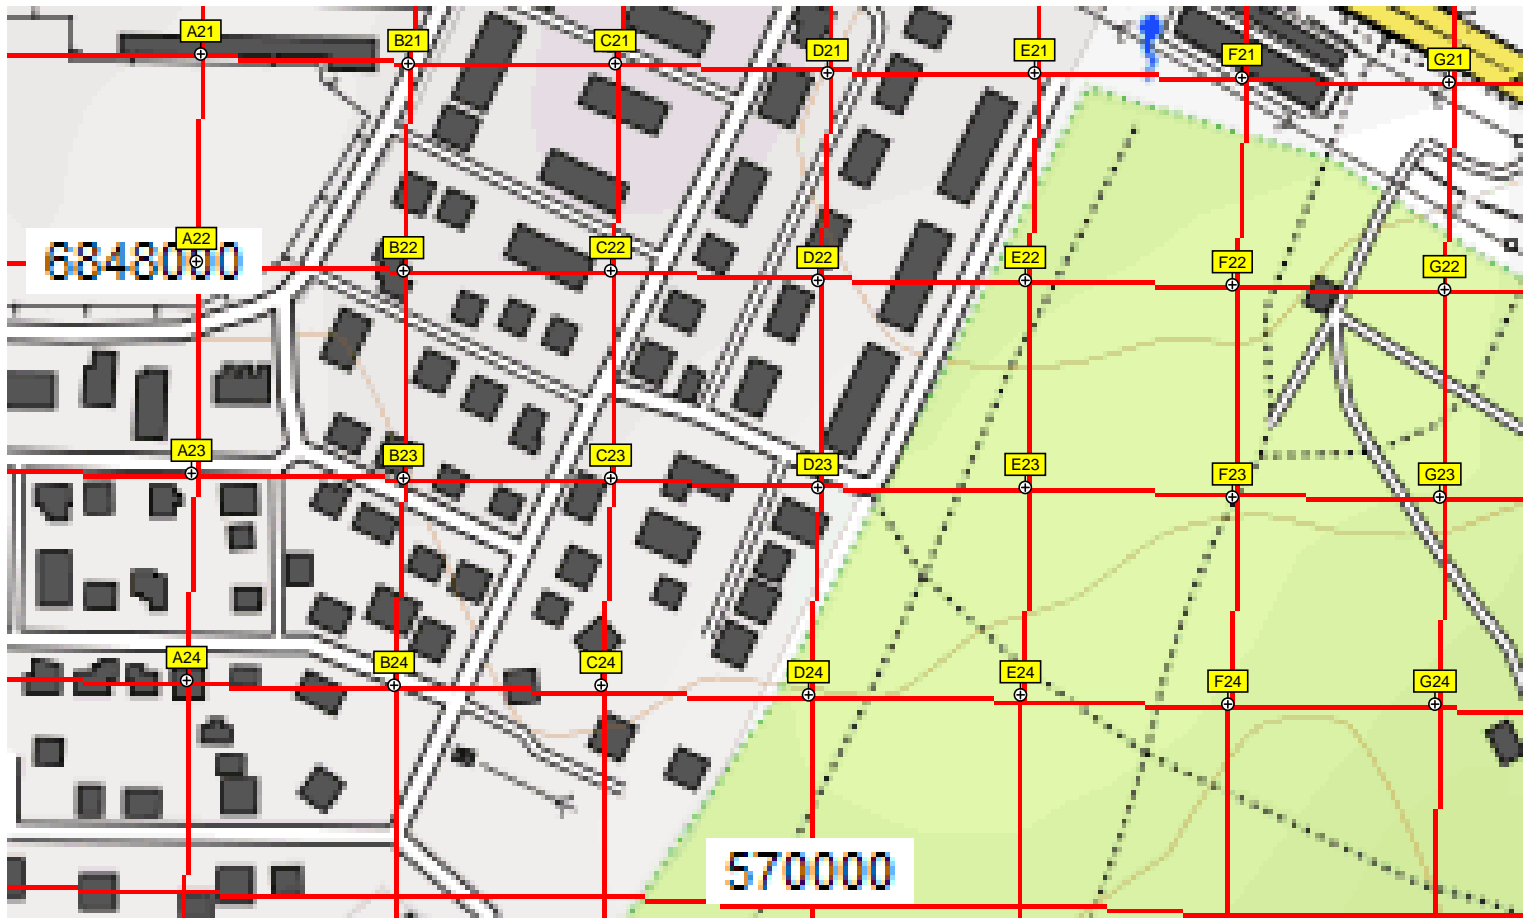 A21 B21 C21 D21 E21 F21 G21
A22 B22 C22 D22 E22 F22 G22
6848000
A23 B23 C23 D23 E23 F23 G23
A24 B24 C24 D24 E24 F24 G24
570000